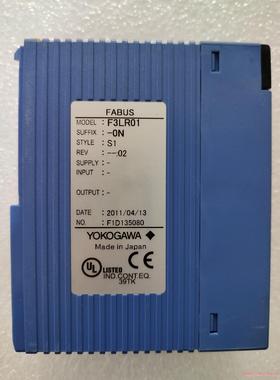 FABUS
MODEL : F3LR01
SUFFIX : -0N
STYLE : S1
REV : --:02
SUPPLY : -
INPUT : -
OUTPUT : -
DATE : 2011/04/13
NO. : F1D135080
YOKOGAWA
Made in Japan
UL LISTED
IND.CONT.EQ.
39TK